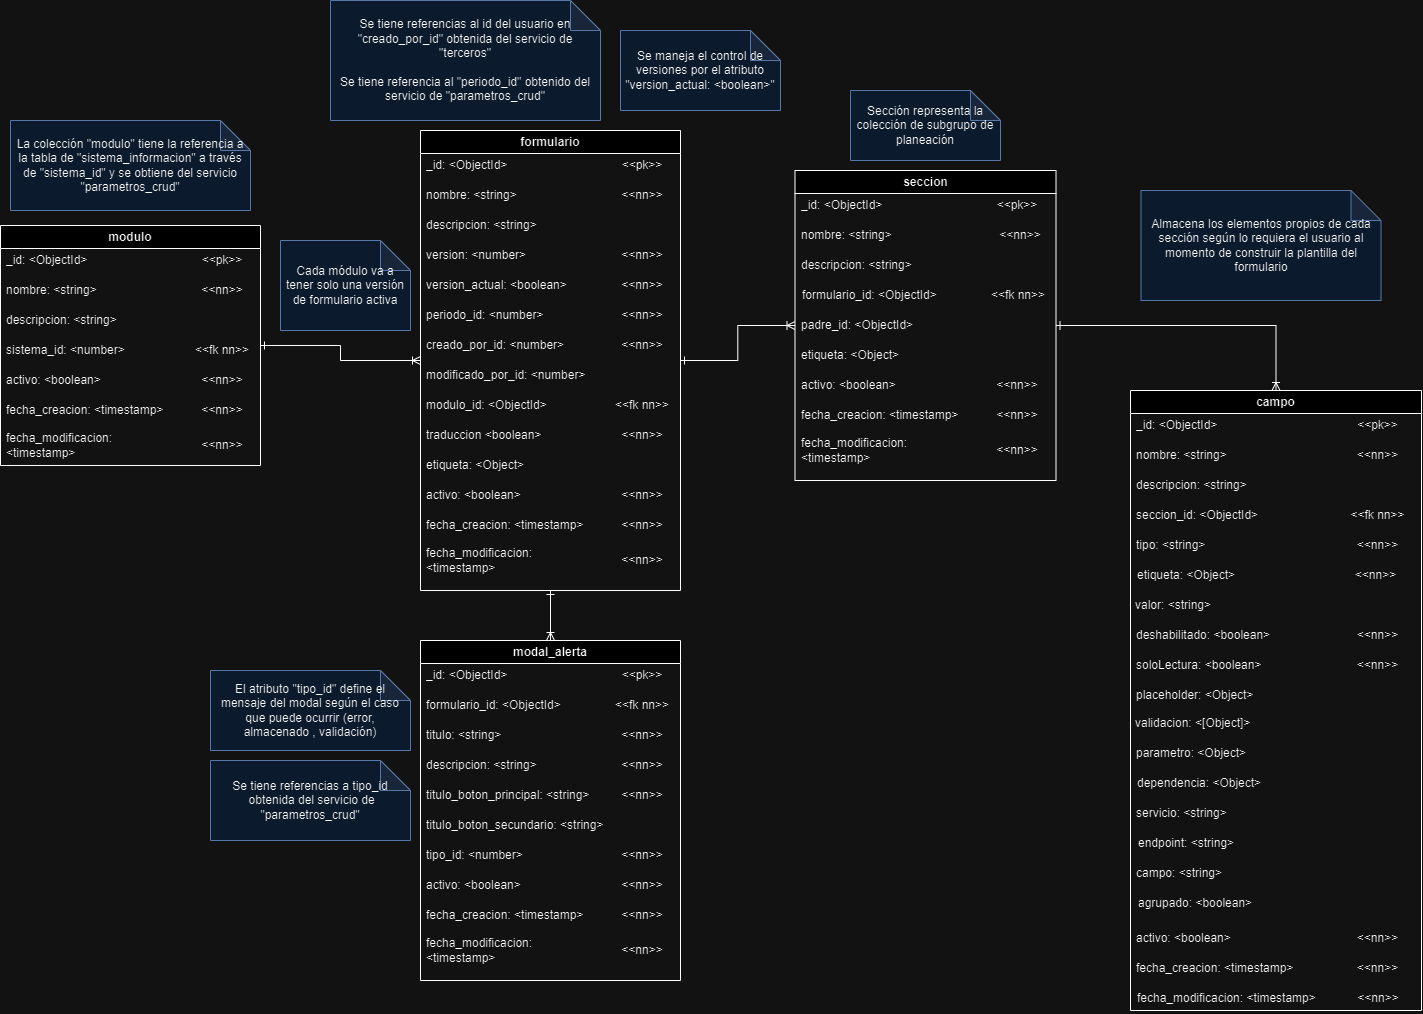 Se tiene referencias al id del usuario en
"creado_por_id" obtenida del servicio de
"terceros"
Se tiene referencia al "periodo_id" obtenido del
servicio de "parametros_crud"
Se maneja el control de
versiones por el atributo
"version_actual: <boolean>"
Sección representa la
colección de subgrupo de
planeación
La colección "modulo" tiene la referencia a
la tabla de "sistema_informacion" a través
de "sistema_id" y se obtiene del servicio
"parametros_crud"
Almacena los elementos propios de cada
sección según lo requiera el usuario al
momento de construir la plantilla del
formulario
Cada módulo va a
tener solo una versión
de formulario activa
modulo
_id: <ObjectId> <<pk>>
nombre: <string> <<nn>>
descripcion: <string>
sistema_id: <number> <<fk nn>>
activo: <boolean> <<nn>>
fecha_creacion: <timestamp> <<nn>>
fecha_modificacion:
<timestamp> <<nn>>
formulario
_id: <ObjectId> <<pk>>
nombre: <string> <<nn>>
descripcion: <string>
version: <number> <<nn>>
version_actual: <boolean> <<nn>>
periodo_id: <number> <<nn>>
creado_por_id: <number> <<nn>>
modificado_por_id: <number>
modulo_id: <ObjectId> <<fk nn>>
traduccion <boolean> <<nn>>
etiqueta: <Object>
activo: <boolean> <<nn>>
fecha_creacion: <timestamp> <<nn>>
fecha_modificacion:
<timestamp> <<nn>>
seccion
_id: <ObjectId> <<pk>>
nombre: <string> <<nn>>
descripcion: <string>
formulario_id: <ObjectId> <<fk nn>>
padre_id: <ObjectId>
etiqueta: <Object>
activo: <boolean> <<nn>>
fecha_creacion: <timestamp> <<nn>>
fecha_modificacion:
<timestamp> <<nn>>
campo
_id: <ObjectId> <<pk>>
nombre: <string> <<nn>>
descripcion: <string>
seccion_id: <ObjectId> <<fk nn>>
tipo: <string> <<nn>>
etiqueta: <Object> <<nn>>
valor: <string>
deshabilitado: <boolean> <<nn>>
soloLectura: <boolean> <<nn>>
placeholder: <Object>
validacion: <[Object]>
parametro: <Object>
dependencia: <Object>
servicio: <string>
endpoint: <string>
campo: <string>
agrupado: <boolean>
activo: <boolean> <<nn>>
fecha_creacion: <timestamp> <<nn>>
fecha_modificacion: <timestamp> <<nn>>
El atributo "tipo_id" define el
mensaje del modal según el caso
que puede ocurrir (error,
almacenado , validación)
Se tiene referencias a tipo_id
obtenida del servicio de
"parametros_crud"
modal_alerta
_id: <ObjectId> <<pk>>
formulario_id: <ObjectId> <<fk nn>>
titulo: <string> <<nn>>
descripcion: <string> <<nn>>
titulo_boton_principal: <string> <<nn>>
titulo_boton_secundario: <string>
tipo_id: <number> <<nn>>
activo: <boolean> <<nn>>
fecha_creacion: <timestamp> <<nn>>
fecha_modificacion:
<timestamp> <<nn>>